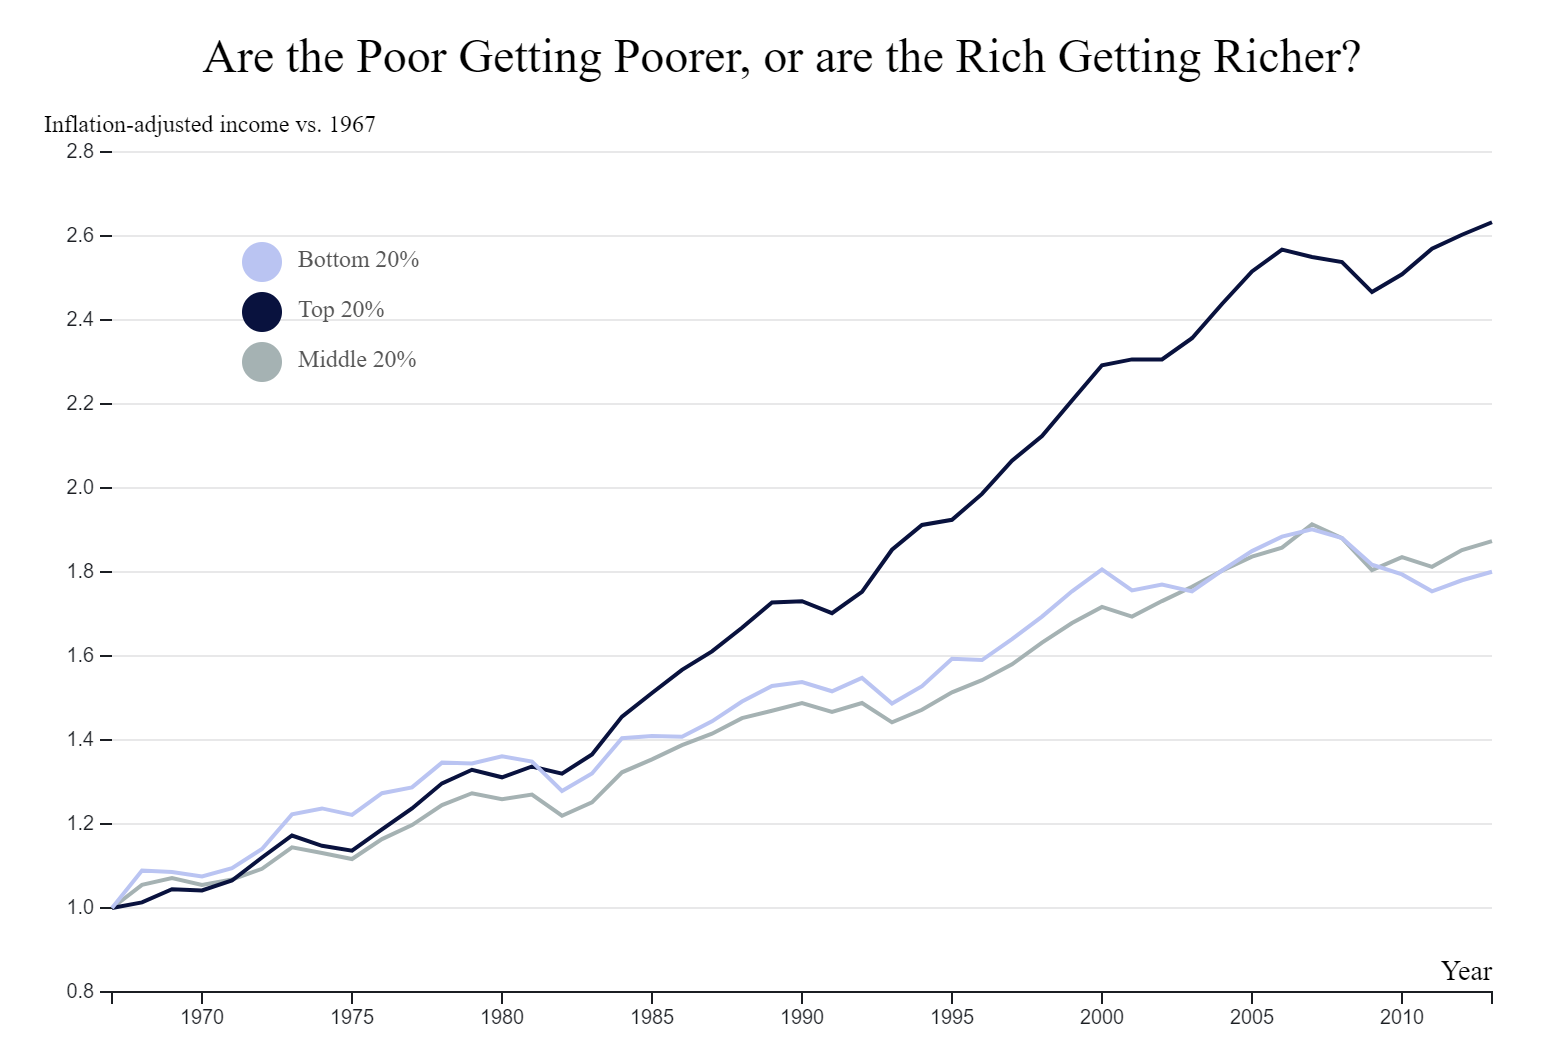 Are the Poor Getting Poorer, or are the Rich Getting Richer?
Inflation-adjusted income vs. 1967
2.8
2.6
Bottom 20%
Top 20%
2.4
Middle 20%
2.2
2.0
1.8
1.6
1.4
1.2
1.0
Year
0.8
1970 1975 1980 1985 1990 1995 2000 2005 2010